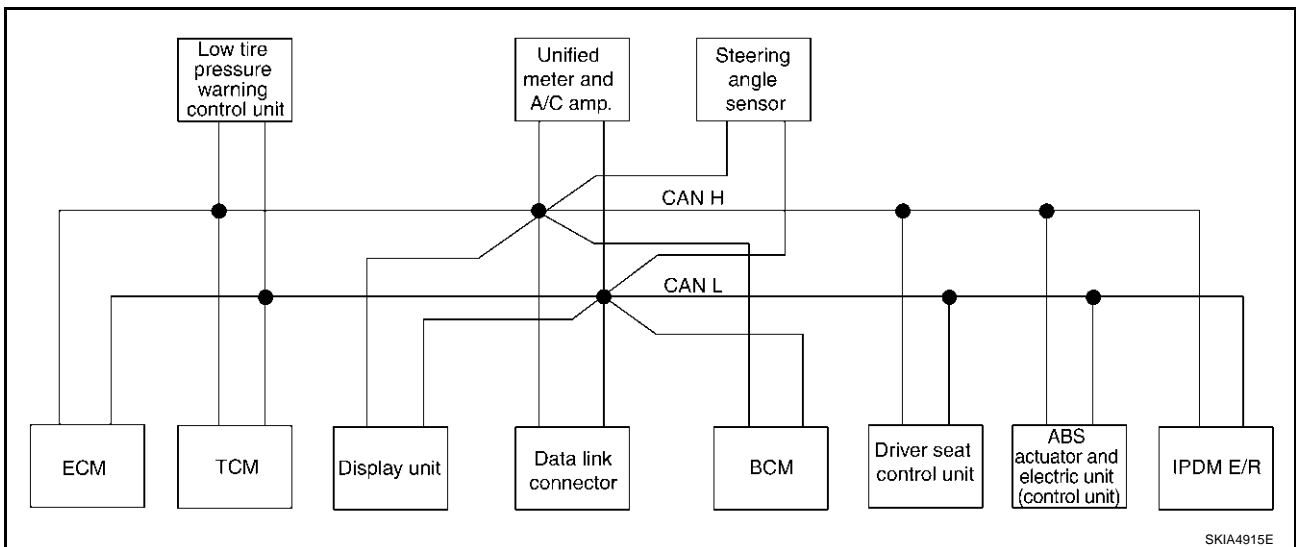 Low tire
pressure
warning
control unit
Unified
meter and
A/C amp.
Steering
angle
sensor
CAN H
CAN L
ECM
TCM
Display unit
Data link
connector
BCM
Driver seat
control unit
ABS
actuator and
electric unit
(control unit)
IPDM E/R
SKIA4915E